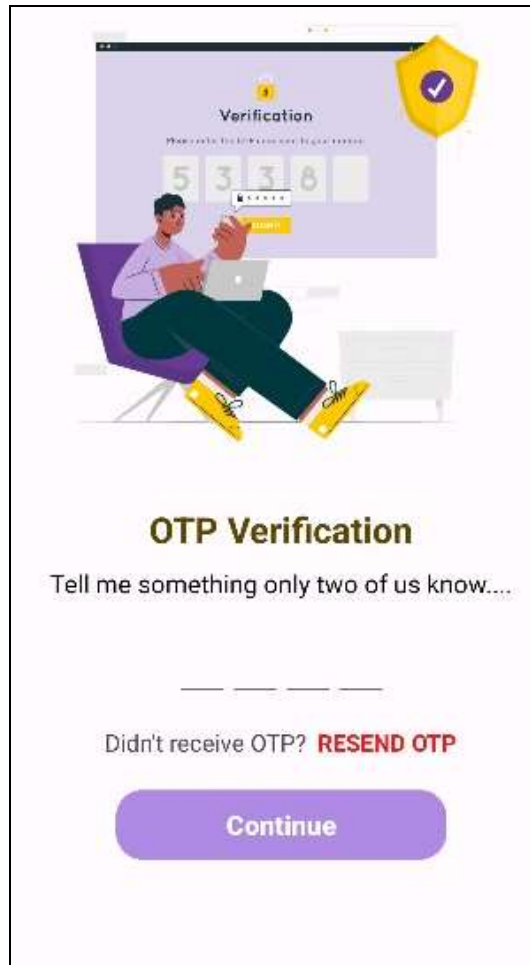 Verification
5 3 3 8
OTP Verification
Tell me something only two of us know....
Didn't receive OTP? RESEND OTP
Continue